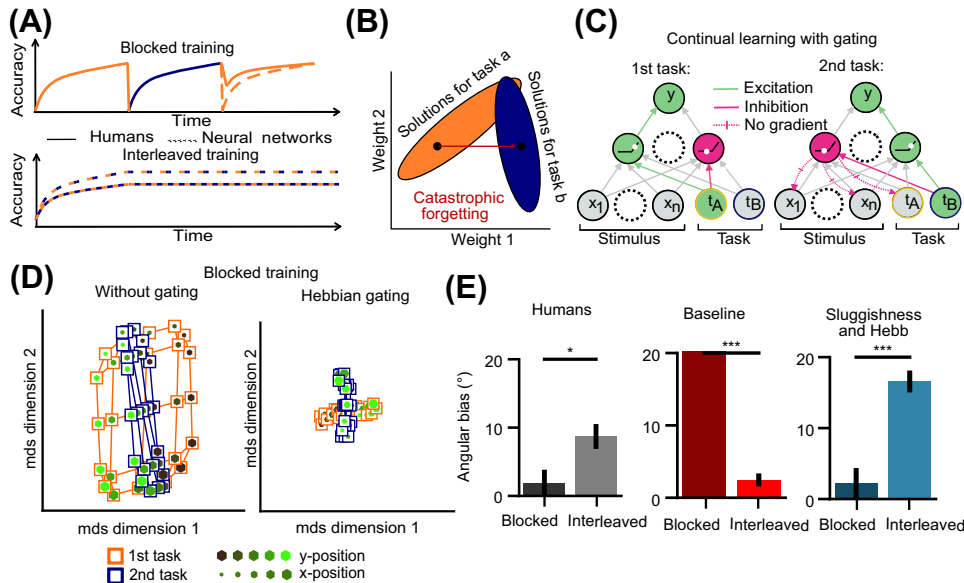 (A)
Blocked training
Accuracy
Time
Humans
Neural networks
Interleaved training
Accuracy
Time
(B)
Weight 2
Solutions for task a
Solutions for task b
Catastrophic
forgetting
Weight 1
(C)
Continual learning with gating
1st task:
2nd task:
Excitation
Inhibition
No gradient
y
y
x1
xn
tA
tB
x1
xn
tA
tB
Stimulus
Task
Stimulus
Task
(D)
Blocked training
Without gating
Hebbian gating
mds dimension 2
mds dimension 2
mds dimension 1
mds dimension 1
1st task
2nd task
y-position
x-position
(E)
Humans
Baseline
Sluggishness
and Hebb
*
***
***
Angular bias (°)
20
10
0
20
10
0
20
10
0
Blocked
Interleaved
Blocked
Interleaved
Blocked
Interleaved